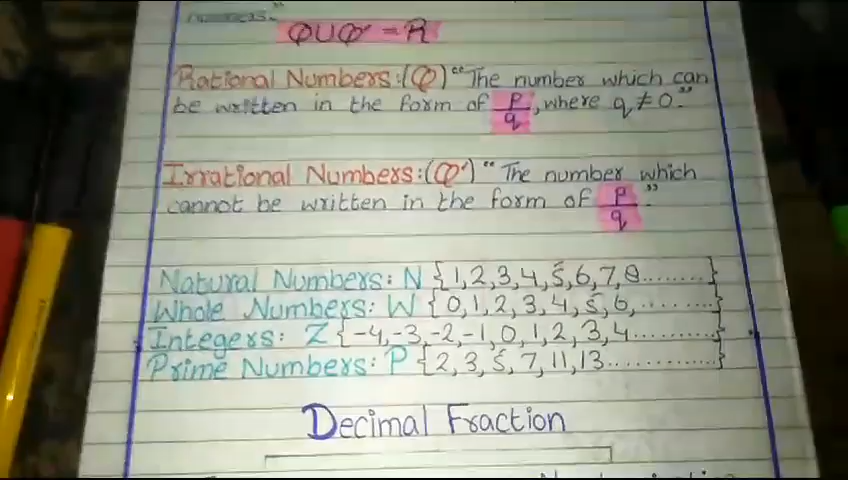 numbers."
Q∪Q' = R
Rational Numbers:(Q) "The number which can
be written in the form of p/q, where q ≠ 0."
Irrational Numbers:(Q') "The number which
cannot be written in the form of p/q."
Natural Numbers: N {1,2,3,4,5,6,7,8........}
Whole Numbers: W {0,1,2,3,4,5,6,.........}
Integers: Z {-4,-3,-2,-1,0,1,2,3,4..........}
Prime Numbers: P {2,3,5,7,11,13.............}
Decimal Fraction